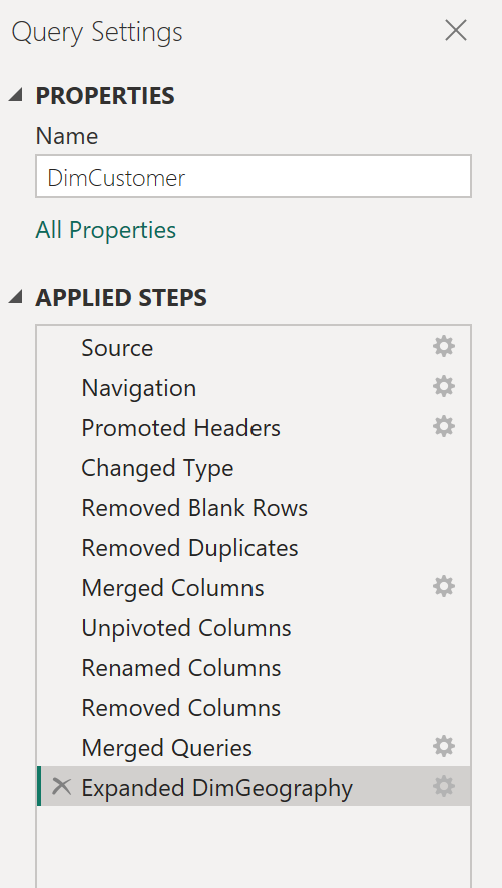 Query Settings
PROPERTIES
Name
DimCustomer
All Properties
APPLIED STEPS
Source
Navigation
Promoted Headers
Changed Type
Removed Blank Rows
Removed Duplicates
Merged Columns
Unpivoted Columns
Renamed Columns
Removed Columns
Merged Queries
Expanded DimGeography